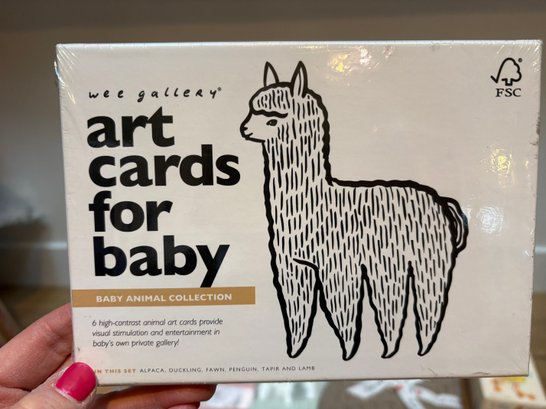 wee gallery®
FSC
art
cards
for
baby
BABY ANIMAL COLLECTION
6 high-contrast animal art cards provide
visual stimulation and entertainment in
baby's own private gallery!
IN THIS SET ALPACA, DUCKLING, FAWN, PENGUIN, TAPIR AND LAMB